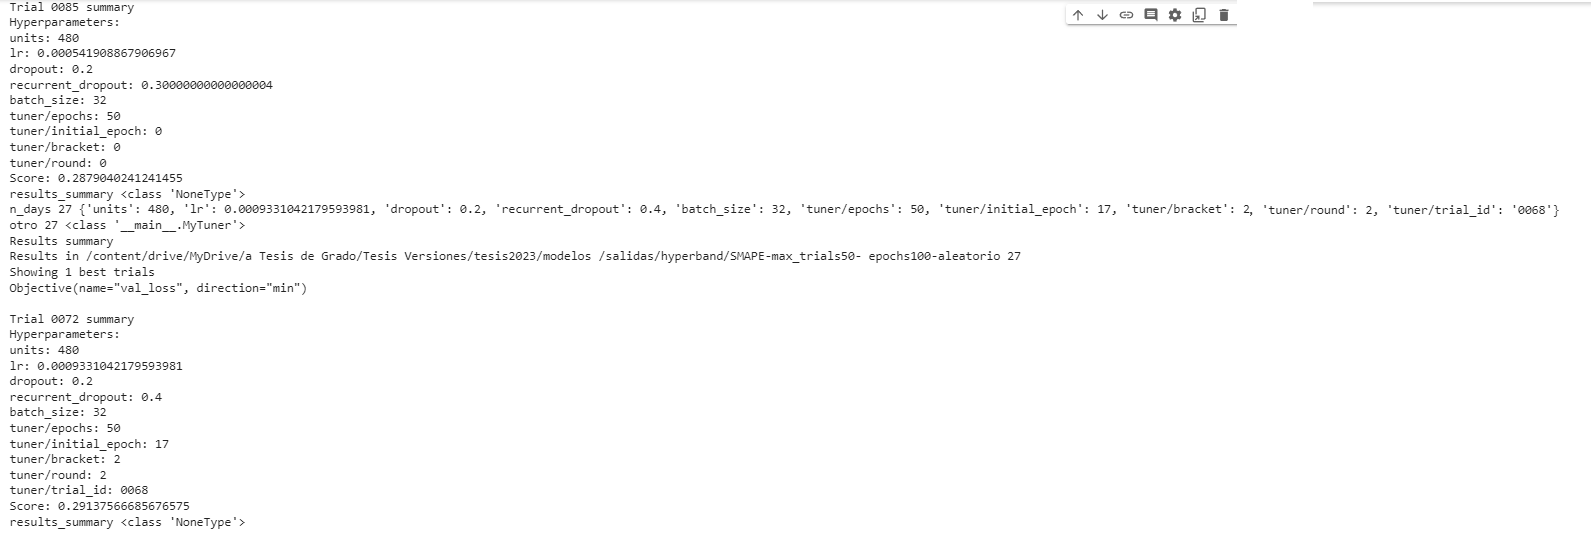 Trial 0085 summary
Hyperparameters:
units: 480
lr: 0.000541908867906967
dropout: 0.2
recurrent_dropout: 0.30000000000000004
batch_size: 32
tuner/epochs: 50
tuner/initial_epoch: 0
tuner/bracket: 0
tuner/round: 0
Score: 0.2879040241241455
results_summary <class 'NoneType'>
n_days 27 {'units': 480, 'lr': 0.0009331042179593981, 'dropout': 0.2, 'recurrent_dropout': 0.4, 'batch_size': 32, 'tuner/epochs': 50, 'tuner/initial_epoch': 17, 'tuner/bracket': 2, 'tuner/round': 2, 'tuner/trial_id': '0068'}
otro 27 <class '__main__.MyTuner'>
Results summary
Results in /content/drive/MyDrive/a Tesis de Grado/Tesis Versiones/tesis2023/modelos /salidas/hyperband/SMAPE-max_trials50- epochs100-aleatorio 27
Showing 1 best trials
Objective(name="val_loss", direction="min")
Trial 0072 summary
Hyperparameters:
units: 480
lr: 0.0009331042179593981
dropout: 0.2
recurrent_dropout: 0.4
batch_size: 32
tuner/epochs: 50
tuner/initial_epoch: 17
tuner/bracket: 2
tuner/round: 2
tuner/trial_id: 0068
Score: 0.29137566685676575
results_summary <class 'NoneType'>